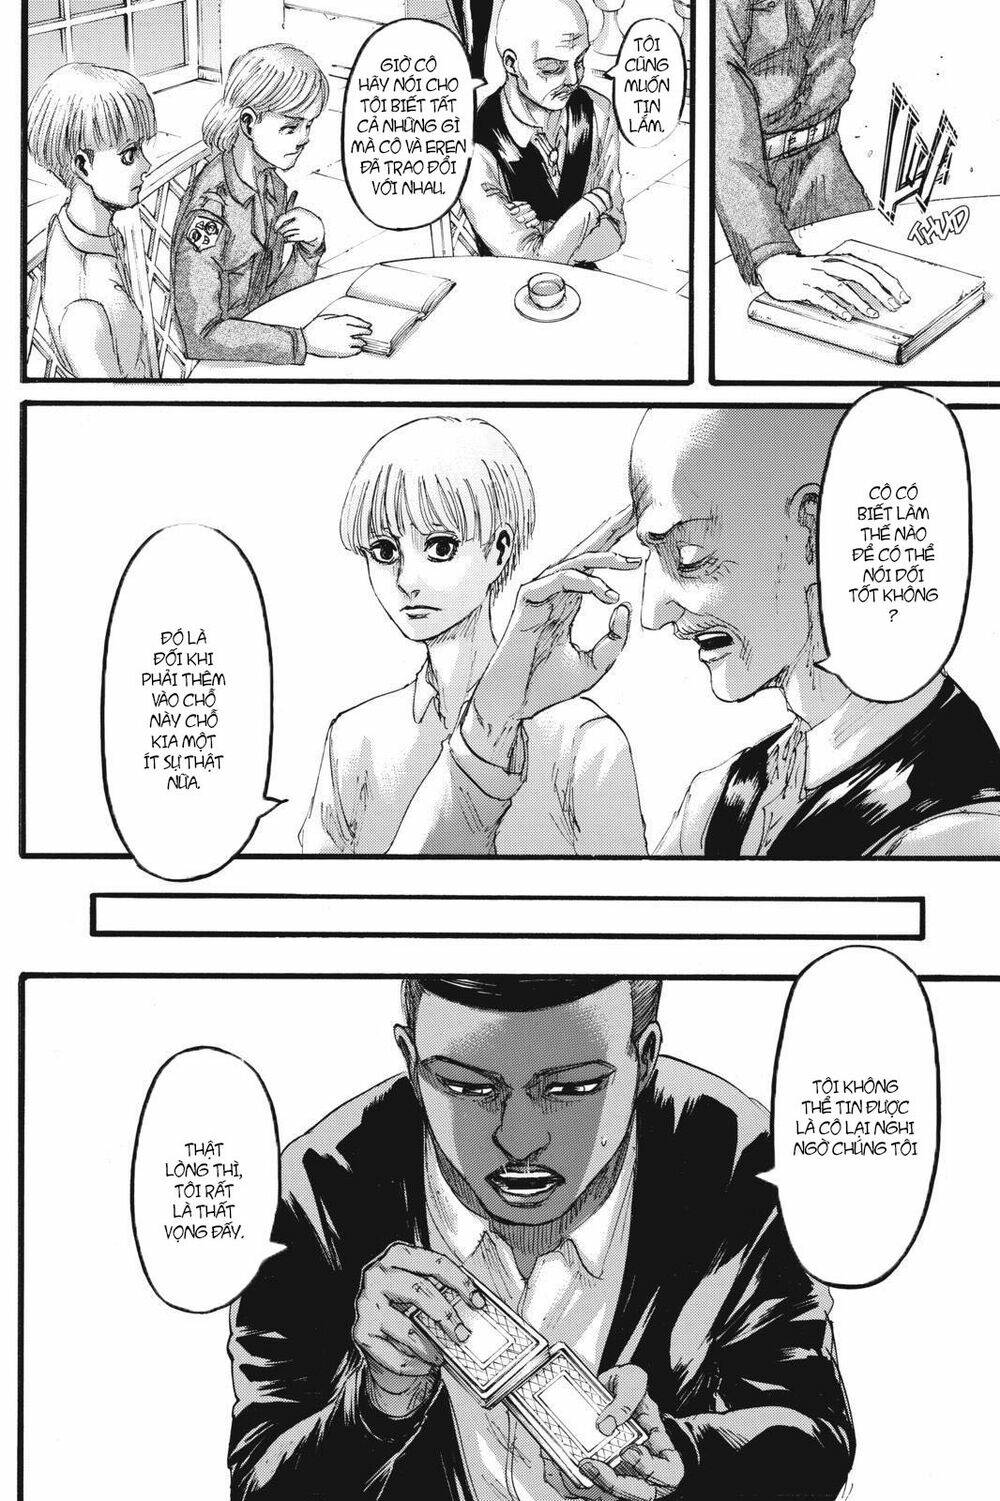 TÔI
CŨNG
MUỐN
TIN
LẮM.
THUD
GIỜ CÔ
HÃY NÓI CHO
TÔI BIẾT TẤT
CẢ NHỮNG GÌ
MÀ CÔ VÀ EREN
ĐÃ TRAO ĐỔI
VỚI NHAU.
CÔ CÓ
BIẾT LÀM
THẾ NÀO
ĐỂ CÓ THỂ
NÓI DỐI
TỐT KHÔNG
?
ĐÓ LÀ
ĐÔI KHI
PHẢI THÊM
VÀO CHỖ
NÀY CHỖ
KIA MỘT
ÍT SỰ THẬT
NỮA.
TÔI KHÔNG
THỂ TIN ĐƯỢC
LÀ CÔ LẠI NGHI
NGỜ CHÚNG TÔI
THẬT
LÒNG THÌ,
TÔI RẤT
LÀ THẤT
VỌNG ĐẤY.